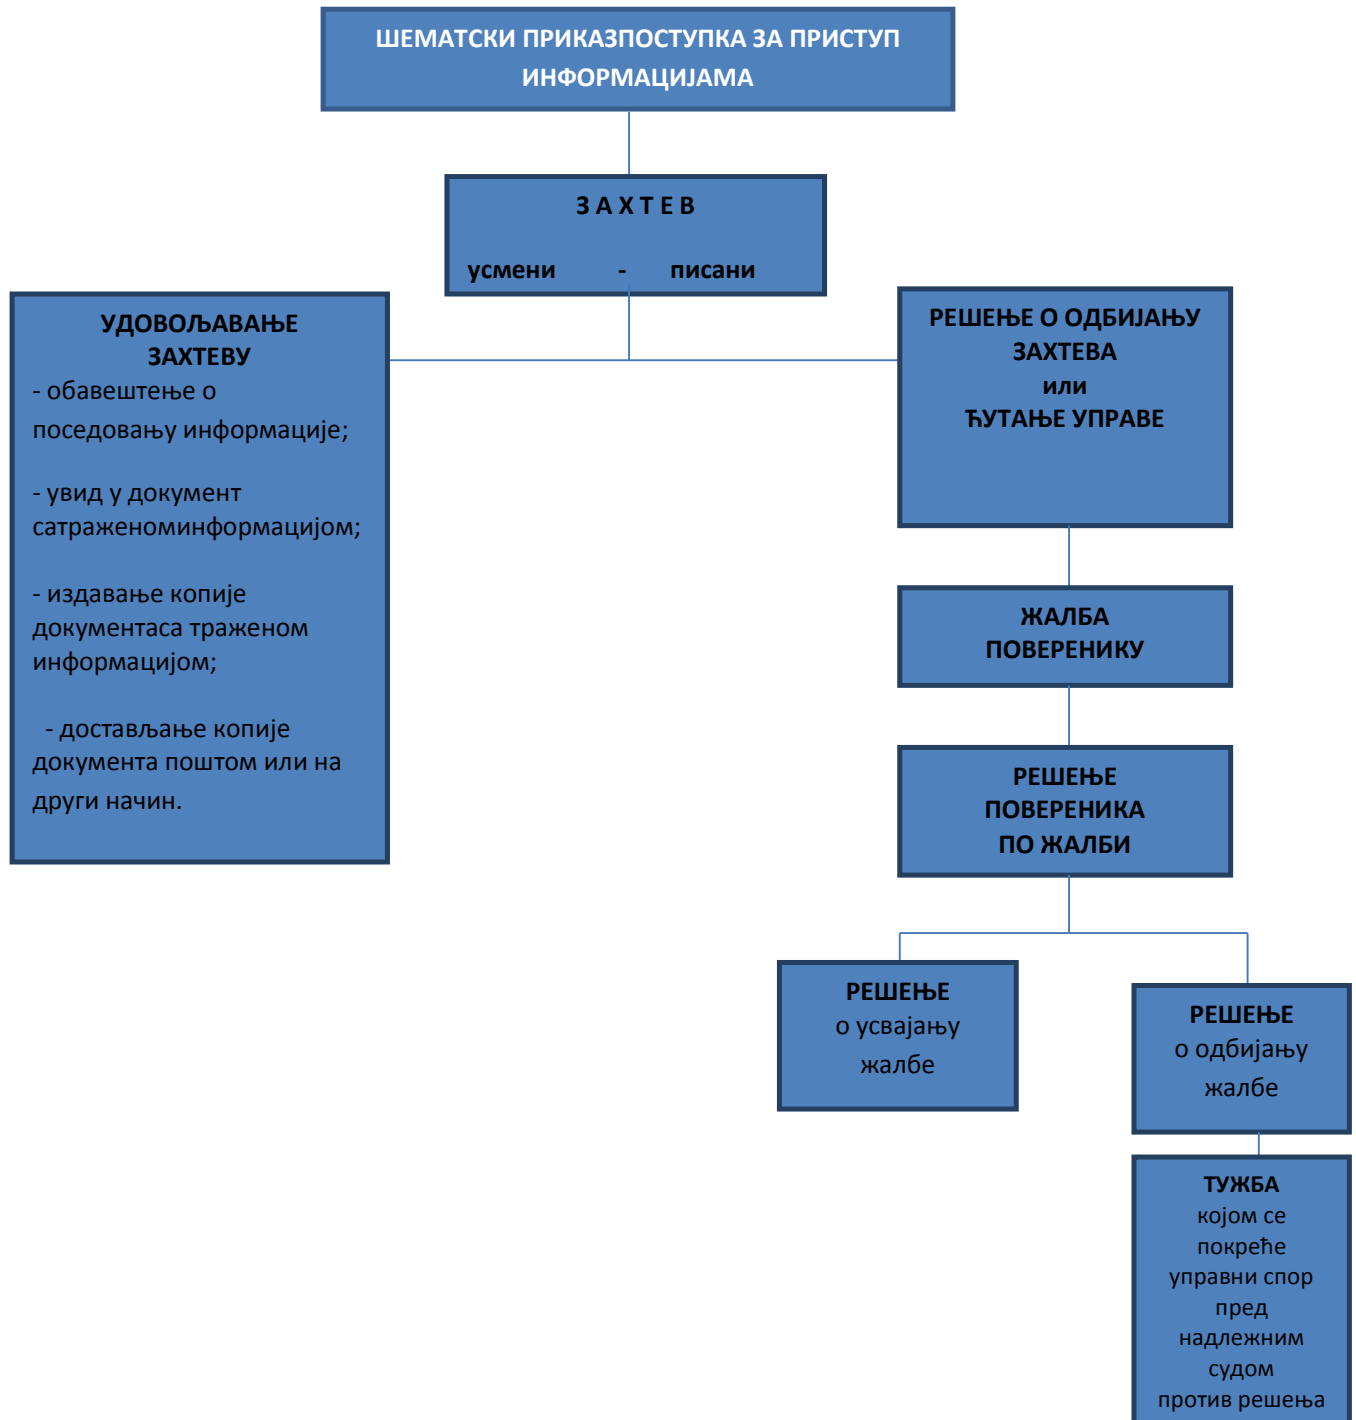 ШЕМАТСКИ ПРИКАЗПОСТУПКА ЗА ПРИСТУП
ИНФОРМАЦИЈАМА
З А Х Т Е В
усмени - писани
УДОВОЉАВАЊЕ
ЗАХТЕВУ
- обавештење о
поседовању информације;
- увид у документ
сатраженоминформацијом;
- издавање копије
документаса траженом
информацијом;
- достављање копије
документа поштом или на
други начин.
РЕШЕЊЕ О ОДБИЈАЊУ
ЗАХТЕВА
или
ЋУТАЊЕ УПРАВЕ
ЖАЛБА
ПОВЕРЕНИКУ
РЕШЕЊЕ
ПОВЕРЕНИКА
ПО ЖАЛБИ
РЕШЕЊЕ
о усвајању
жалбе
РЕШЕЊЕ
о одбијању
жалбе
ТУЖБА
којом се
покреће
управни спор
пред
надлежним
судом
против решења